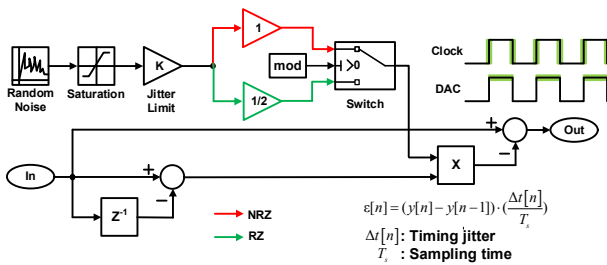 Random
Noise
Saturation
K
Jitter
Limit
1
1/2
mod
>0
Switch
Clock
DAC
In
+
−
Z⁻¹
+
−
X
+
−
Out
NRZ
RZ
ε[n] = (y[n] − y[n−1]) · (Δt[n] / Tₛ)
Δt[n] : Timing jitter
Tₛ : Sampling time